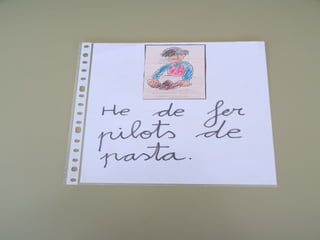 He de fer
pilots de
pasta.